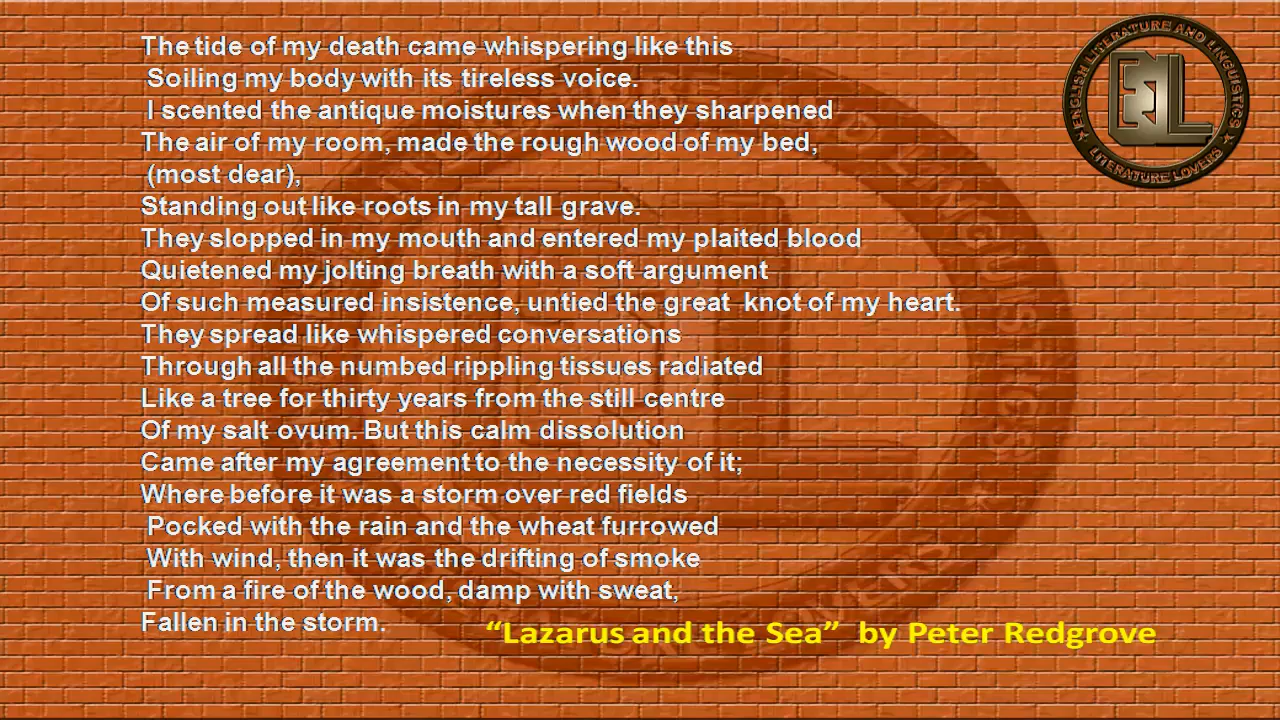 The tide of my death came whispering like this
Soiling my body with its tireless voice.
I scented the antique moistures when they sharpened
The air of my room, made the rough wood of my bed,
(most dear),
Standing out like roots in my tall grave.
They slopped in my mouth and entered my plaited blood
Quietened my jolting breath with a soft argument
Of such measured insistence, untied the great knot of my heart.
They spread like whispered conversations
Through all the numbed rippling tissues radiated
Like a tree for thirty years from the still centre
Of my salt ovum. But this calm dissolution
Came after my agreement to the necessity of it;
Where before it was a storm over red fields
Pocked with the rain and the wheat furrowed
With wind, then it was the drifting of smoke
From a fire of the wood, damp with sweat,
Fallen in the storm.
“Lazarus and the Sea” by Peter Redgrove
ENGLISH LITERATURE AND LINGUISTICS
EL
LITERATURE LOVERS